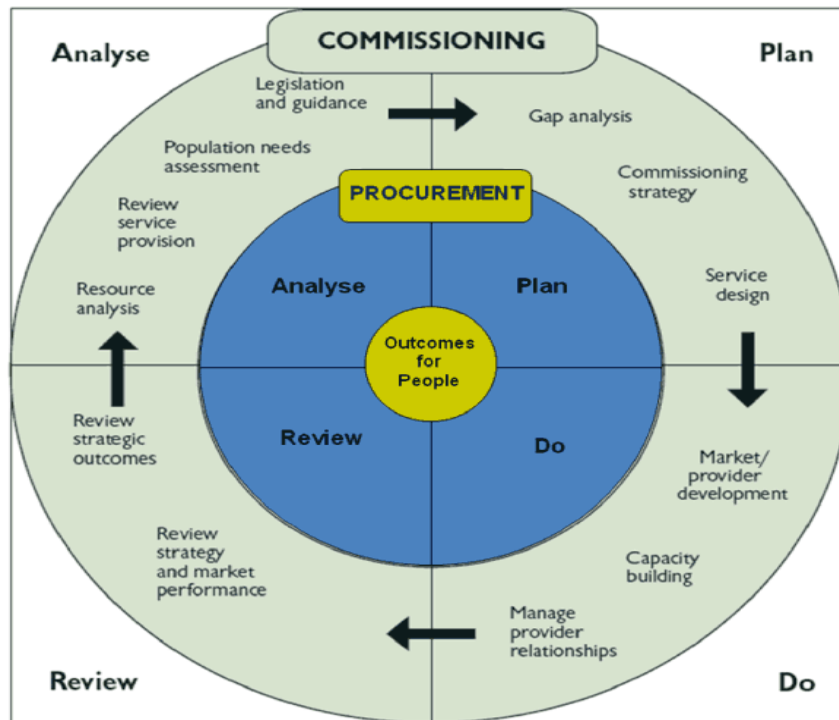 COMMISSIONING
Analyse
Plan
Legislation
and guidance
Gap analysis
Population needs
assessment
Commissioning
strategy
PROCUREMENT
Review
service
provision
Analyse
Plan
Resource
analysis
Service
design
Outcomes
for
People
Review
strategic
outcomes
Review
Do
Market/
provider
development
Review
strategy
and market
performance
Capacity
building
Manage
provider
relationships
Review
Do